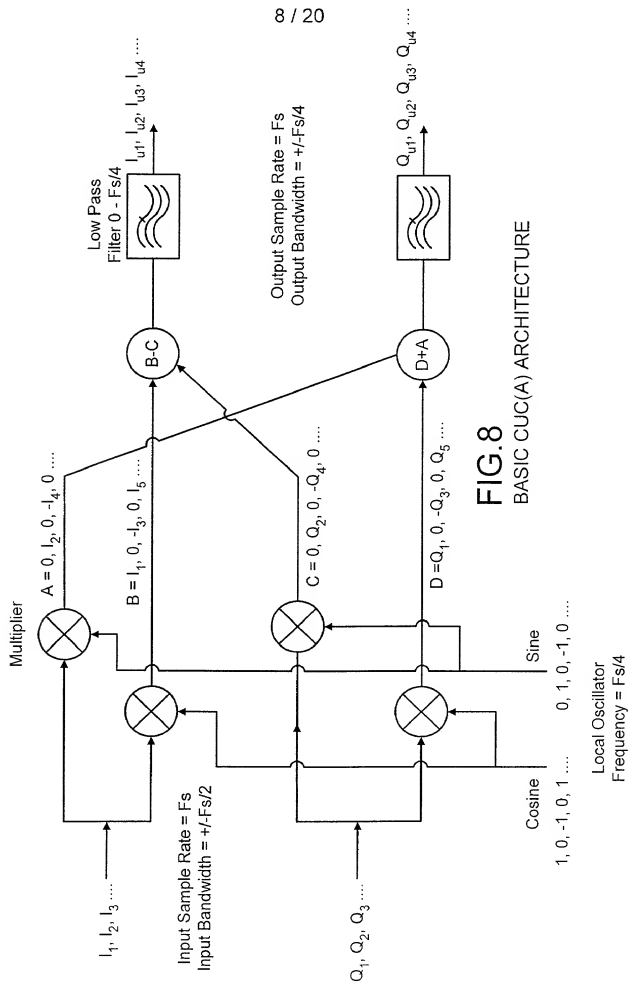 8 / 20
Multiplier
A = 0, I2, 0, -I4, 0 ....
B = I1, 0, -I3, 0, I5 ....
C = 0, Q2, 0, -Q4, 0 ....
D =Q1, 0, -Q3, 0, Q5 ....
I1, I2, I3 ....
Input Sample Rate = Fs
Input Bandwidth = +/-Fs/2
Q1, Q2, Q3 ....
Cosine
1, 0, -1, 0, 1 ....
Sine
0, 1, 0, -1, 0 ....
Local Oscillator
Frequency = Fs/4
B-C
D+A
Low Pass
Filter 0 - Fs/4
Iu1, Iu2, Iu3, Iu4 ....
Output Sample Rate = Fs
Output Bandwidth = +/-Fs/4
Qu1, Qu2, Qu3, Qu4 ....
FIG.8
BASIC CUC(A) ARCHITECTURE